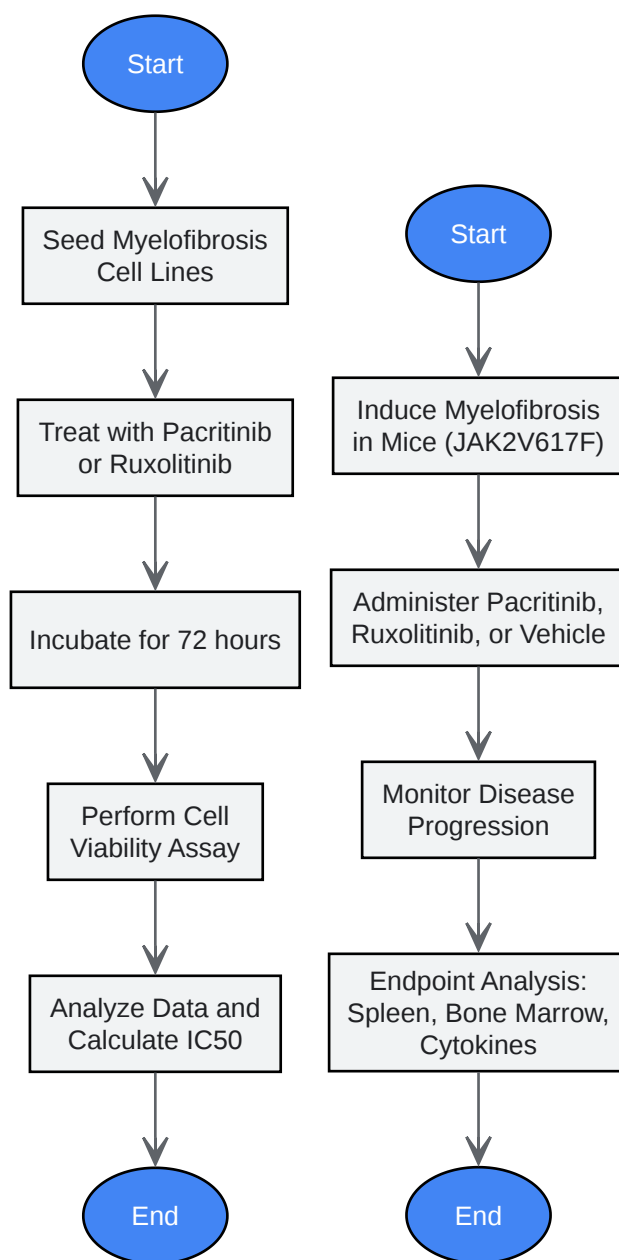 Start
Seed Myelofibrosis
Cell Lines
Treat with Pacritinib
or Ruxolitinib
Incubate for 72 hours
Perform Cell
Viability Assay
Analyze Data and
Calculate IC50
End
Start
Induce Myelofibrosis
in Mice (JAK2V617F)
Administer Pacritinib,
Ruxolitinib, or Vehicle
Monitor Disease
Progression
Endpoint Analysis:
Spleen, Bone Marrow,
Cytokines
End